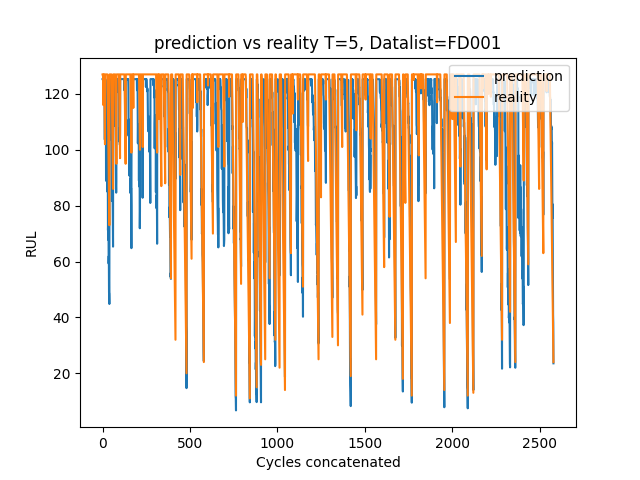 prediction vs reality T=5, Datalist=FD001
prediction
reality
RUL
120
100
80
60
40
20
0
500
1000
1500
2000
2500
Cycles concatenated